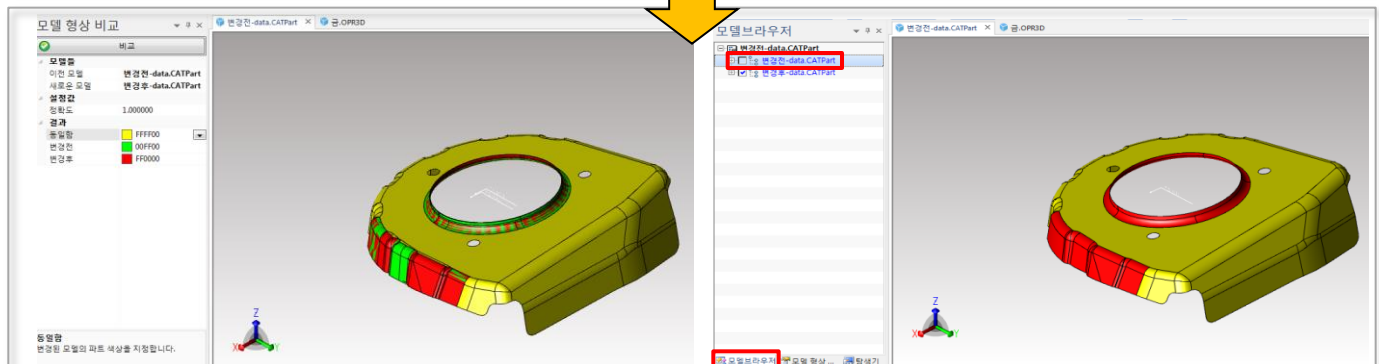 모델 형상 비교
비교
모델들
이전 모델 변경전-data.CATPart
새로운 모델 변경후-data.CATPart
설정값
정확도 1.000000
결과
동일함 FFFF00
변경전 00FF00
변경후 FF0000
동일함
변경된 모델의 파트 색상을 지정합니다.
변경전-data.CATPart 금.OPR3D
Z
X Y
모델브라우저
변경전-data.CATPart
변경전-data.CATPart
변경후-data.CATPart
모델브라우저 모델 형상 ... 탐색기
변경전-data.CATPart 금.OPR3D
Z
X Y